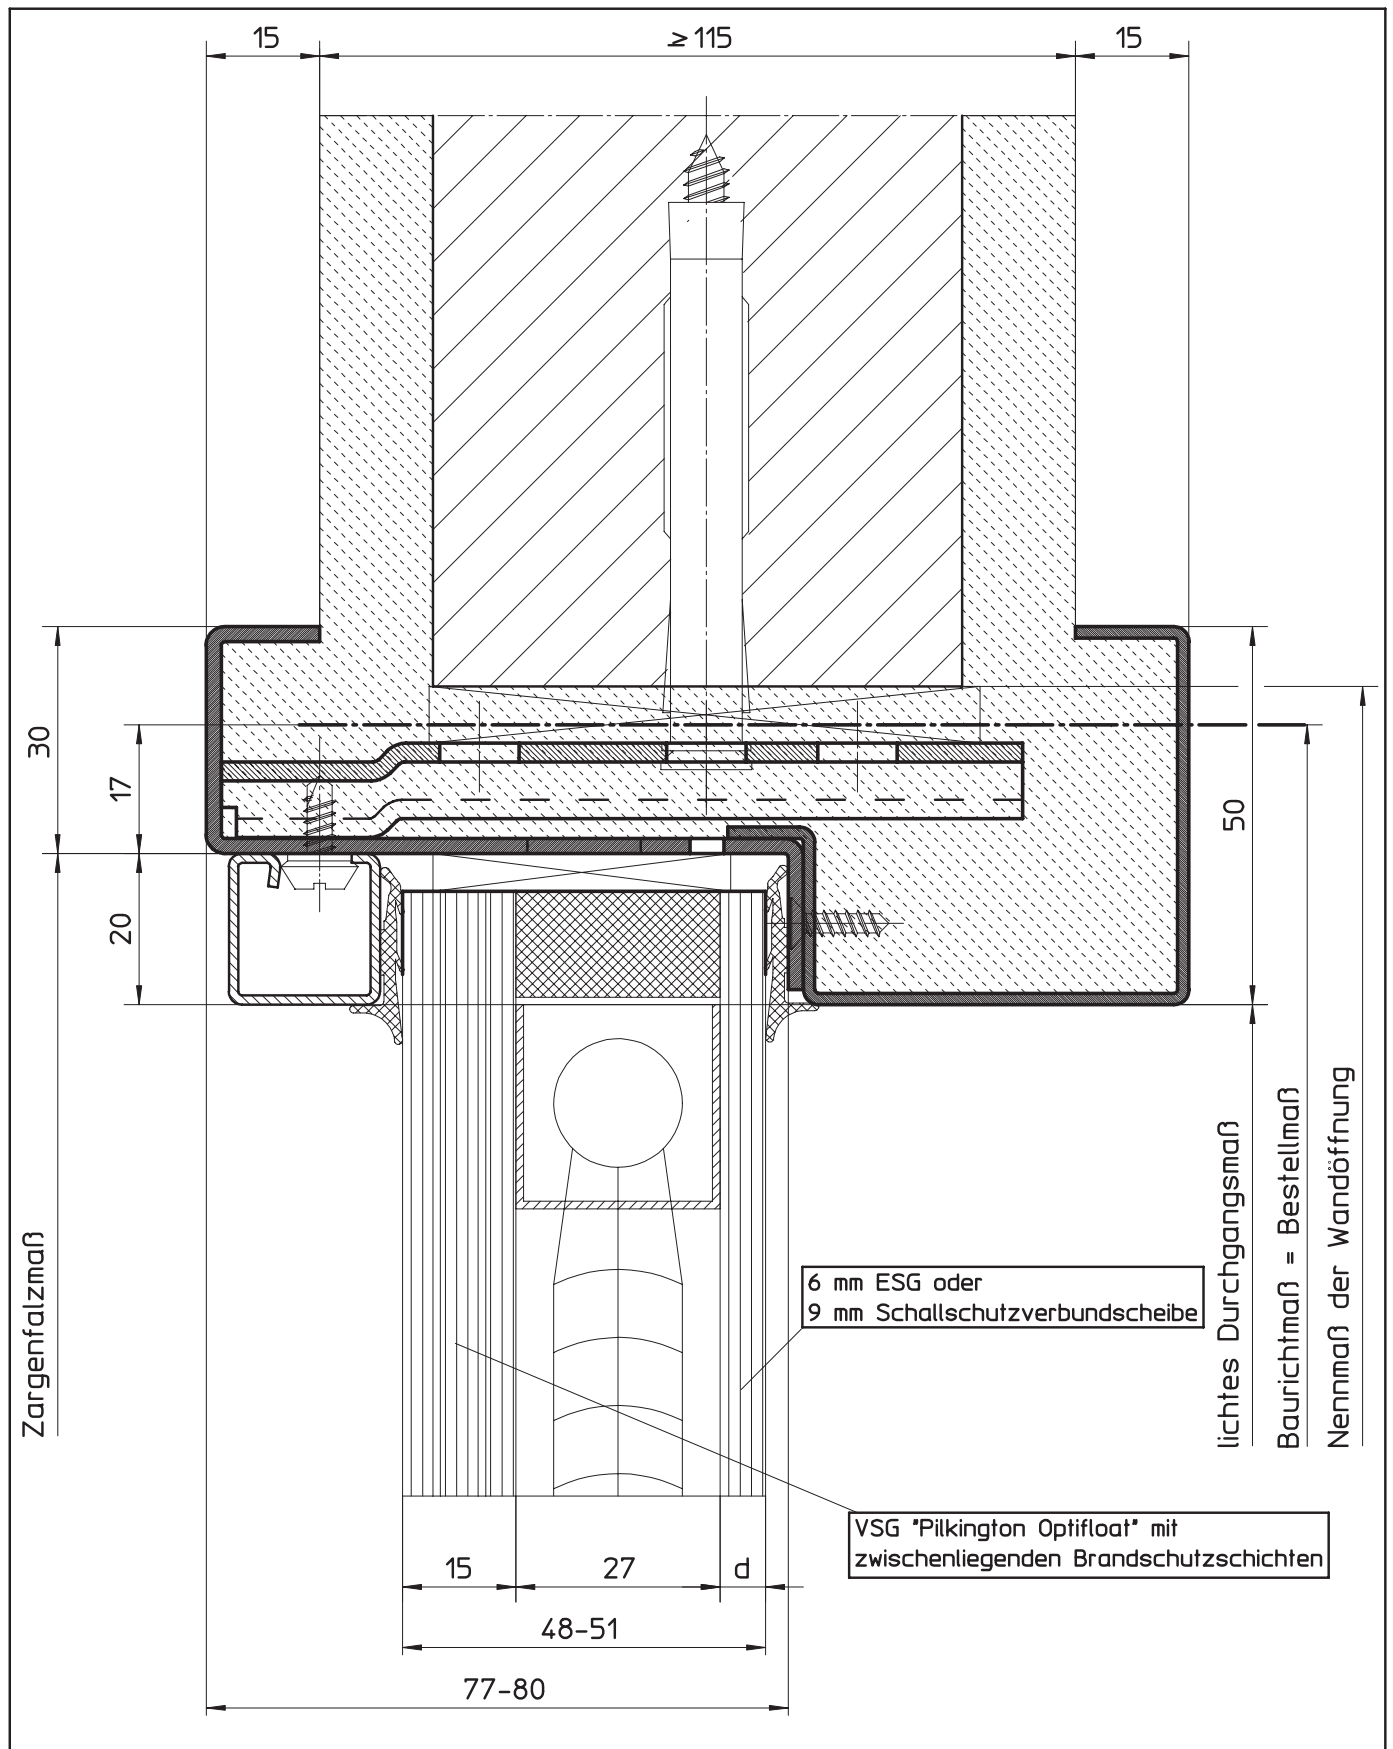 15
≥ 115
15
30
17
20
50
Zargenfalzmaß
lichtes Durchgangsmaß
Baurichtmaß = Bestellmaß
Nennmaß der Wandöffnung
6 mm ESG oder
9 mm Schallschutzverbundscheibe
VSG "Pilkington Optifloat" mit
zwischenliegenden Brandschutzschichten
15
27
d
48-51
77-80